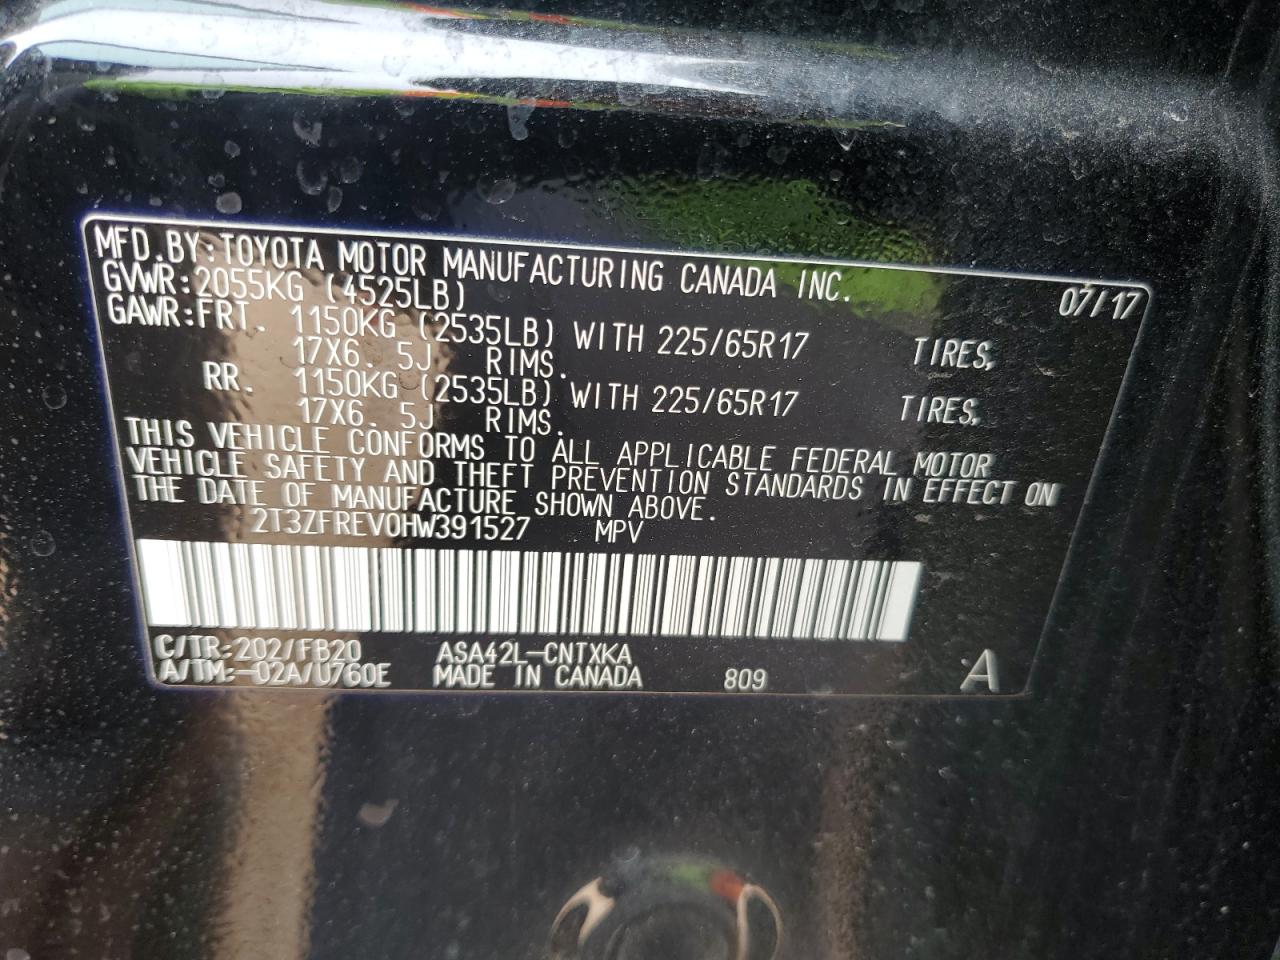 MFD.BY:TOYOTA MOTOR MANUFACTURING CANADA INC. 07/17
GVWR:2055KG (4525LB)
GAWR:FRT. 1150KG (2535LB) WITH 225/65R17 TIRES,
17X6. 5J RIMS.
RR. 1150KG (2535LB) WITH 225/65R17 TIRES,
17X6. 5J RIMS.
THIS VEHICLE CONFORMS TO ALL APPLICABLE FEDERAL MOTOR
VEHICLE SAFETY AND THEFT PREVENTION STANDARDS IN EFFECT ON
THE DATE OF MANUFACTURE SHOWN ABOVE.
2T3ZFREV0HW391527 MPV
C/TR:202/FB20 ASA42L-CNTXKA
A/TM:-02A/U760E MADE IN CANADA 809 A